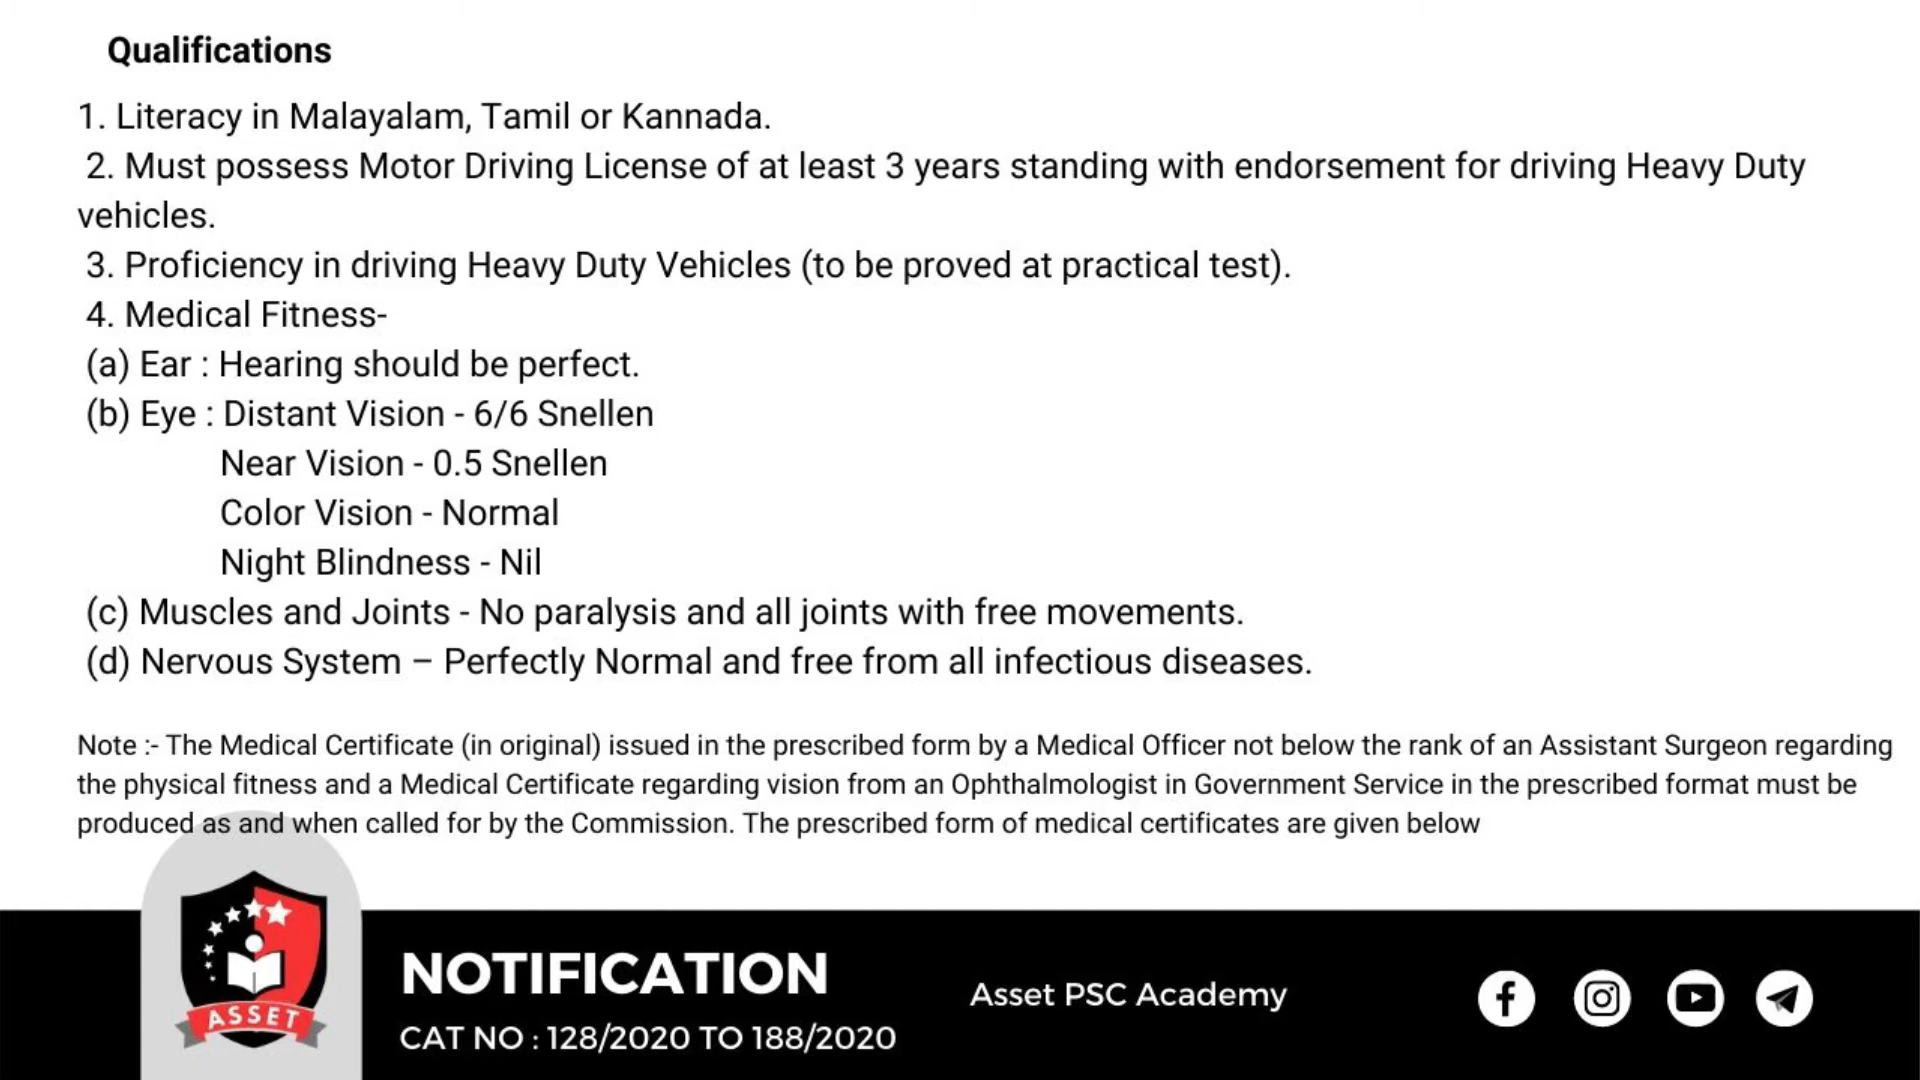 Qualifications
1. Literacy in Malayalam, Tamil or Kannada.
2. Must possess Motor Driving License of at least 3 years standing with endorsement for driving Heavy Duty
vehicles.
3. Proficiency in driving Heavy Duty Vehicles (to be proved at practical test).
4. Medical Fitness-
(a) Ear : Hearing should be perfect.
(b) Eye : Distant Vision - 6/6 Snellen
Near Vision - 0.5 Snellen
Color Vision - Normal
Night Blindness - Nil
(c) Muscles and Joints - No paralysis and all joints with free movements.
(d) Nervous System – Perfectly Normal and free from all infectious diseases.
Note :- The Medical Certificate (in original) issued in the prescribed form by a Medical Officer not below the rank of an Assistant Surgeon regarding
the physical fitness and a Medical Certificate regarding vision from an Ophthalmologist in Government Service in the prescribed format must be
produced as and when called for by the Commission. The prescribed form of medical certificates are given below
ASSET
NOTIFICATION
CAT NO : 128/2020 TO 188/2020
Asset PSC Academy